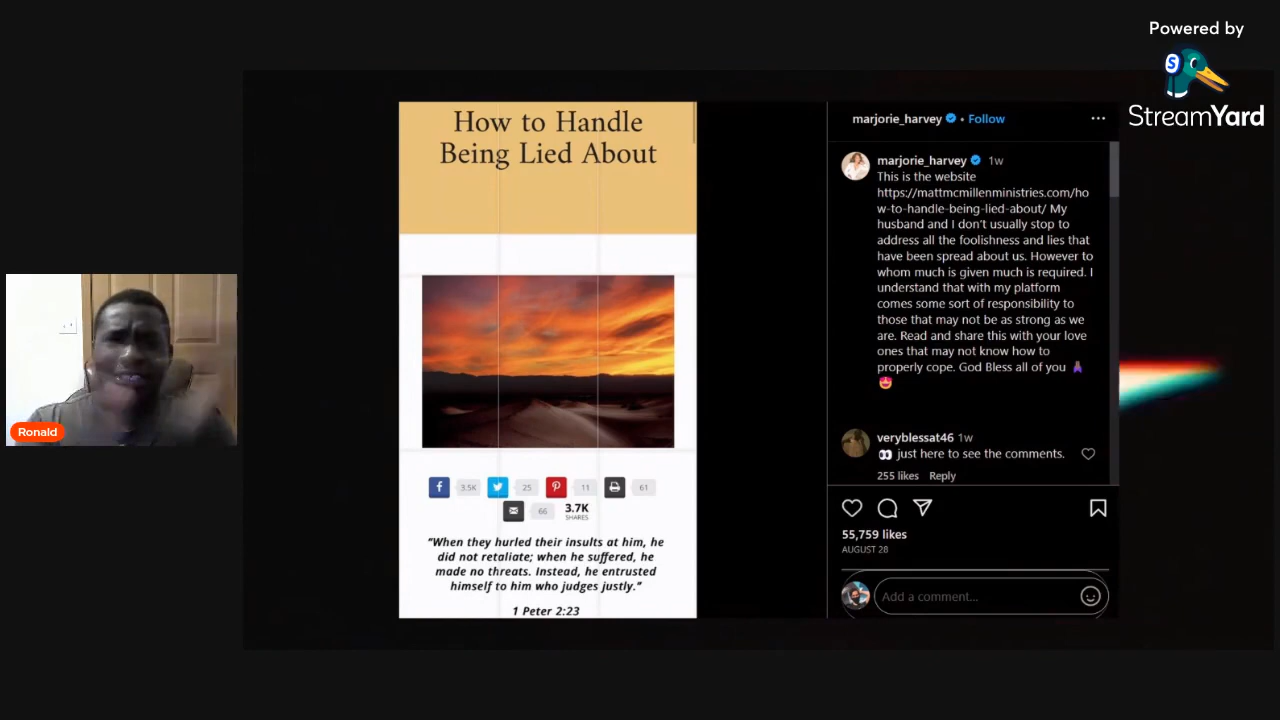 Powered by
StreamYard
Ronald
How to Handle
Being Lied About
3.5K
25
11
61
66
3.7K
SHARES
"When they hurled their insults at him, he
did not retaliate; when he suffered, he
made no threats. Instead, he entrusted
himself to him who judges justly."
1 Peter 2:23
marjorie_harvey • Follow
marjorie_harvey 1w
This is the website
https://mattmcmillenministries.com/ho
w-to-handle-being-lied-about/ My
husband and I don't usually stop to
address all the foolishness and lies that
have been spread about us. However to
whom much is given much is required. I
understand that with my platform
comes some sort of responsibility to
those that may not be as strong as we
are. Read and share this with your love
ones that may not know how to
properly cope. God Bless all of you
veryblessat46 1w
👀 just here to see the comments.
255 likes Reply
55,759 likes
AUGUST 28
Add a comment...